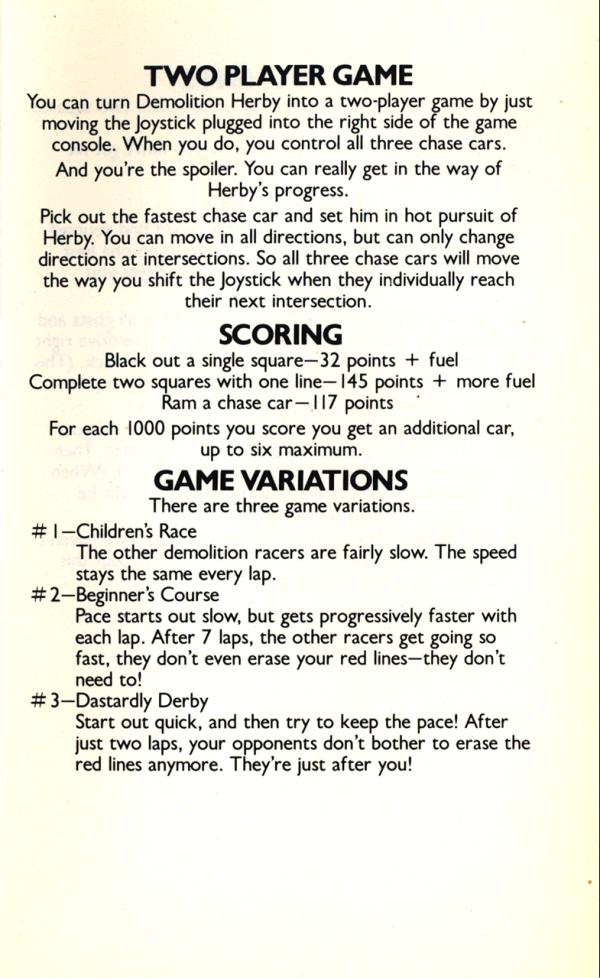 TWO PLAYER GAME
You can turn Demolition Herby into a two-player game by just
moving the Joystick plugged into the right side of the game
console. When you do, you control all three chase cars.
And you're the spoiler. You can really get in the way of
Herby's progress.
Pick out the fastest chase car and set him in hot pursuit of
Herby. You can move in all directions, but can only change
directions at intersections. So all three chase cars will move
the way you shift the Joystick when they individually reach
their next intersection.
SCORING
Black out a single square—32 points + fuel
Complete two squares with one line—145 points + more fuel
Ram a chase car—117 points
For each 1000 points you score you get an additional car,
up to six maximum.
GAME VARIATIONS
There are three game variations.
# 1—Children's Race
The other demolition racers are fairly slow. The speed
stays the same every lap.
# 2—Beginner's Course
Pace starts out slow, but gets progressively faster with
each lap. After 7 laps, the other racers get going so
fast, they don't even erase your red lines—they don't
need to!
# 3—Dastardly Derby
Start out quick, and then try to keep the pace! After
just two laps, your opponents don't bother to erase the
red lines anymore. They're just after you!